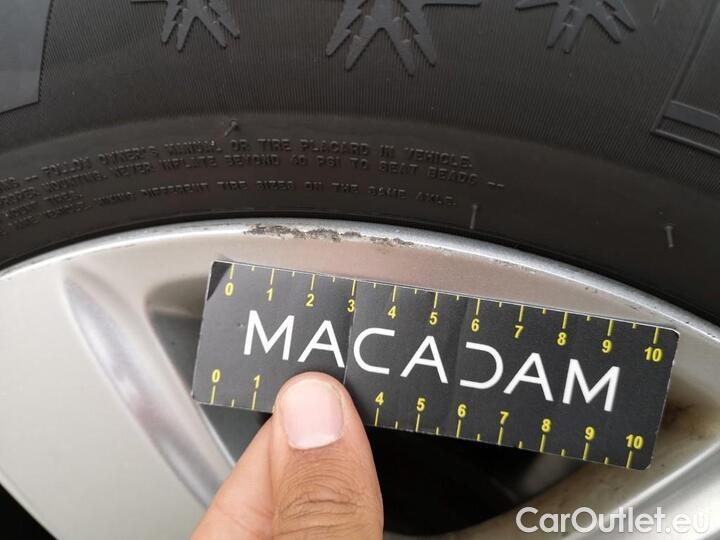 - FOLLOW OWNER'S MANUAL OR TIRE PLACARD IN VEHICLE.
MOUNTING. NEVER INFLATE BEYOND 40 PSI TO SEAT BEADS --
MIXING DIFFERENT TIRE SIZES ON THE SAME AXLE.
0 1 2 3 4 5 6 7 8 9 10
MACADAM
0 1 4 5 6 7 8 9 10
CarOutlet.eu